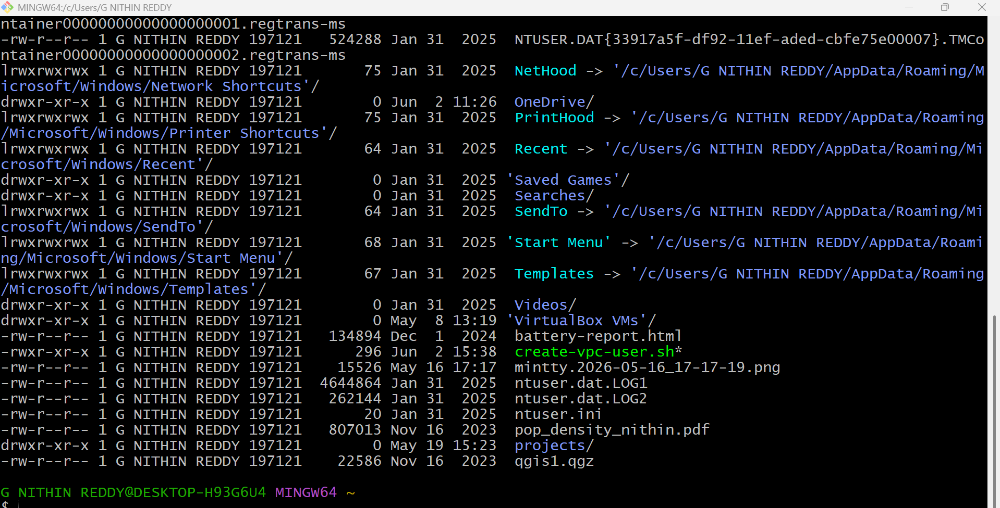 MINGW64:/c/Users/G NITHIN REDDY
ntainer00000000000000000001.regtrans-ms
-rw-r--r-- 1 G NITHIN REDDY 197121   524288 Jan 31  2025  NTUSER.DAT{33917a5f-df92-11ef-aded-cbfe75e00007}.TMCo
ntainer00000000000000000002.regtrans-ms
lrwxrwxrwx 1 G NITHIN REDDY 197121       75 Jan 31  2025  NetHood -> '/c/Users/G NITHIN REDDY/AppData/Roaming/M
icrosoft/Windows/Network Shortcuts'/
drwxr-xr-x 1 G NITHIN REDDY 197121        0 Jun  2 11:26  OneDrive/
lrwxrwxrwx 1 G NITHIN REDDY 197121       75 Jan 31  2025  PrintHood -> '/c/Users/G NITHIN REDDY/AppData/Roaming
/Microsoft/Windows/Printer Shortcuts'/
lrwxrwxrwx 1 G NITHIN REDDY 197121       64 Jan 31  2025  Recent -> '/c/Users/G NITHIN REDDY/AppData/Roaming/Mi
crosoft/Windows/Recent'/
drwxr-xr-x 1 G NITHIN REDDY 197121        0 Jan 31  2025 'Saved Games'/
drwxr-xr-x 1 G NITHIN REDDY 197121        0 Jan 31  2025  Searches/
lrwxrwxrwx 1 G NITHIN REDDY 197121       64 Jan 31  2025  SendTo -> '/c/Users/G NITHIN REDDY/AppData/Roaming/Mi
crosoft/Windows/SendTo'/
lrwxrwxrwx 1 G NITHIN REDDY 197121       68 Jan 31  2025 'Start Menu' -> '/c/Users/G NITHIN REDDY/AppData/Roami
ng/Microsoft/Windows/Start Menu'/
lrwxrwxrwx 1 G NITHIN REDDY 197121       67 Jan 31  2025  Templates -> '/c/Users/G NITHIN REDDY/AppData/Roaming
/Microsoft/Windows/Templates'/
drwxr-xr-x 1 G NITHIN REDDY 197121        0 Jan 31  2025  Videos/
drwxr-xr-x 1 G NITHIN REDDY 197121        0 May  8 13:19 'VirtualBox VMs'/
-rw-r--r-- 1 G NITHIN REDDY 197121   134894 Dec  1  2024  battery-report.html
-rwxr-xr-x 1 G NITHIN REDDY 197121      296 Jun  2 15:38  create-vpc-user.sh*
-rw-r--r-- 1 G NITHIN REDDY 197121    15526 May 16 17:17  mintty.2026-05-16_17-17-19.png
-rw-r--r-- 1 G NITHIN REDDY 197121  4644864 Jan 31  2025  ntuser.dat.LOG1
-rw-r--r-- 1 G NITHIN REDDY 197121   262144 Jan 31  2025  ntuser.dat.LOG2
-rw-r--r-- 1 G NITHIN REDDY 197121       20 Jan 31  2025  ntuser.ini
-rw-r--r-- 1 G NITHIN REDDY 197121   807013 Nov 16  2023  pop_density_nithin.pdf
drwxr-xr-x 1 G NITHIN REDDY 197121        0 May 19 15:23  projects/
-rw-r--r-- 1 G NITHIN REDDY 197121    22586 Nov 16  2023  qgis1.qgz
G NITHIN REDDY@DESKTOP-H93G6U4 MINGW64 ~
$